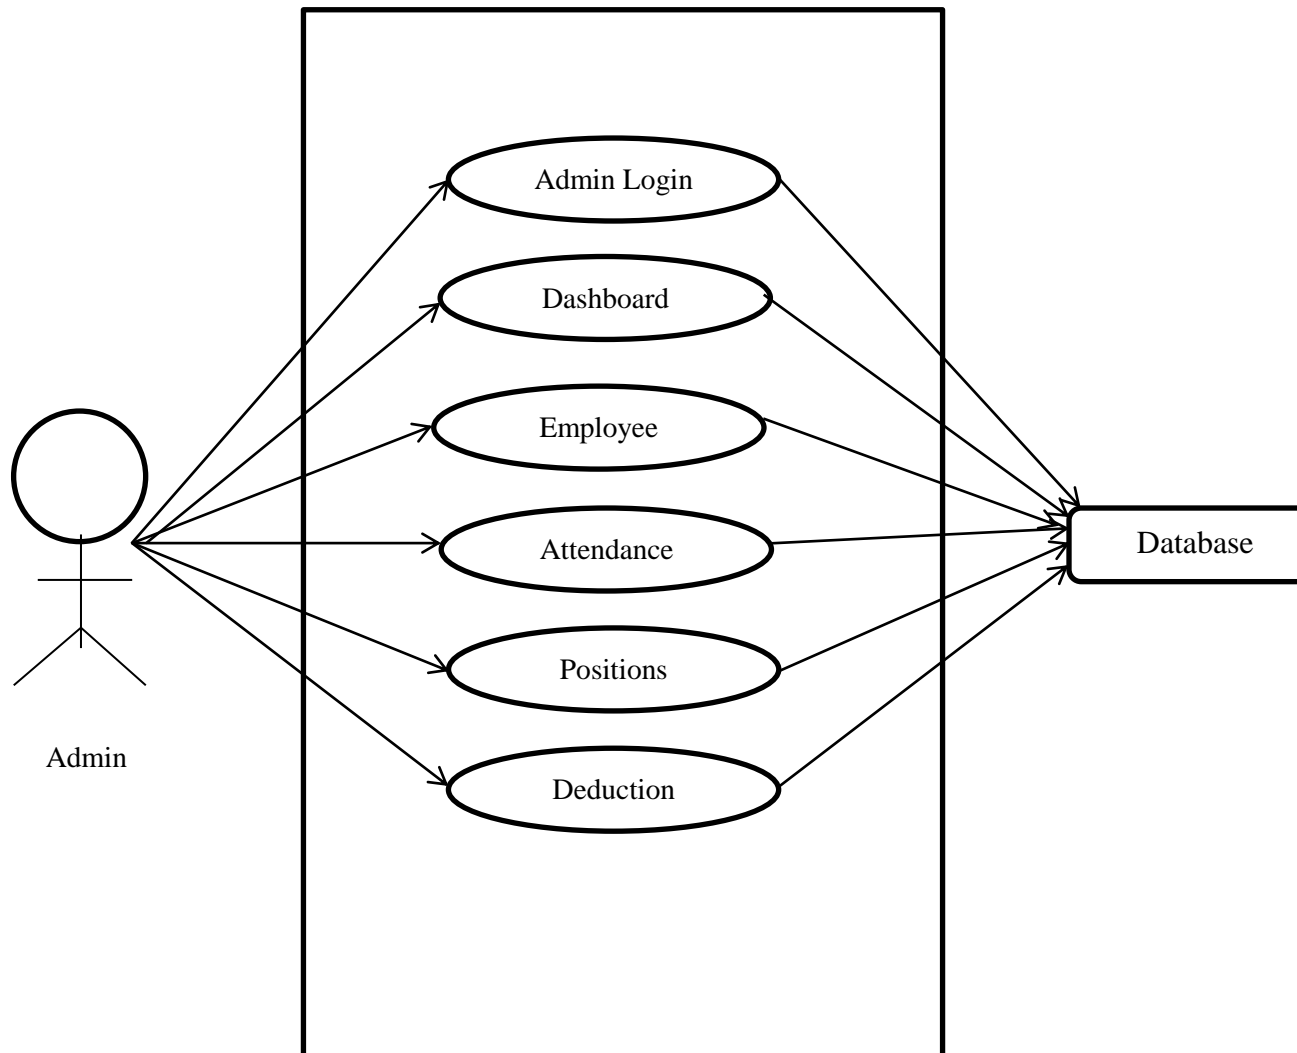 Admin Login
Dashboard
Employee
Attendance
Database
Positions
Admin
Deduction